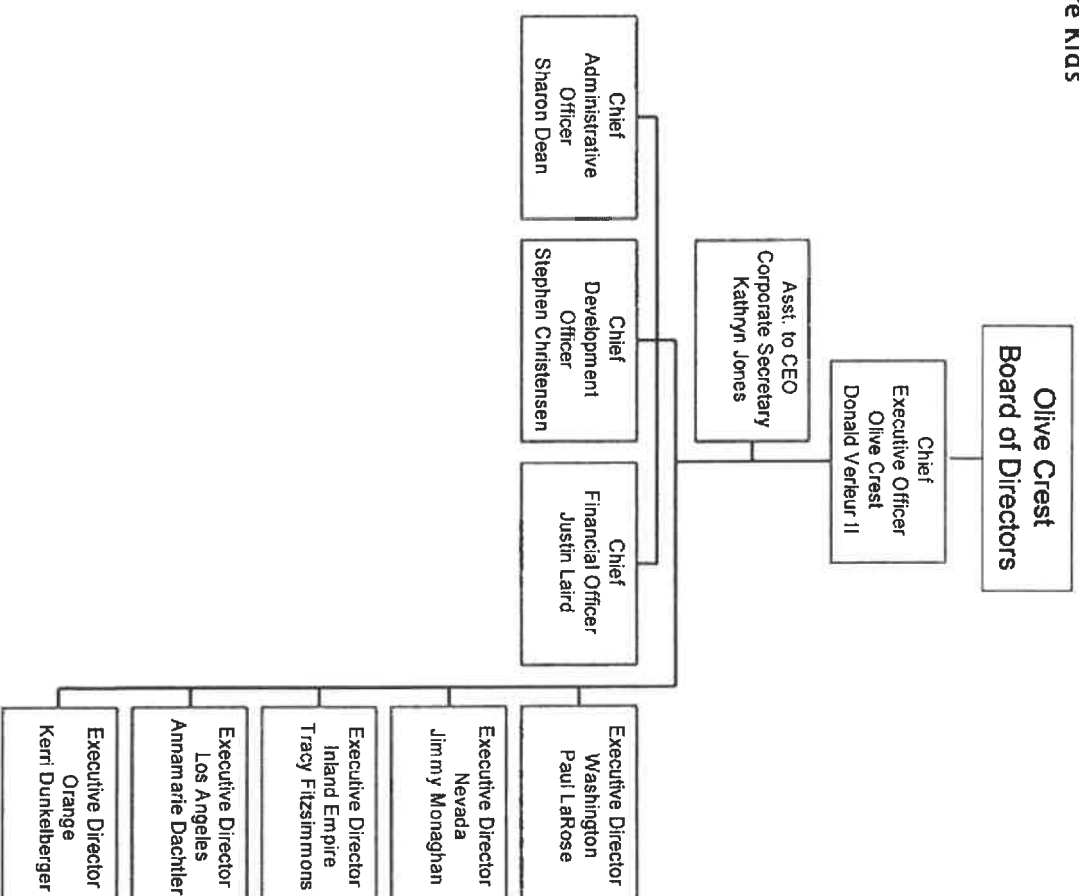 re Kids
Olive Crest
Board of Directors
Chief
Executive Officer
Olive Crest
Donald Verleur II
Asst. to CEO
Corporate Secretary
Kathryn Jones
Chief
Administrative
Officer
Sharon Dean
Chief
Development
Officer
Stephen Christensen
Chief
Financial Officer
Justin Laird
Executive Director
Washington
Paul LaRose
Executive Director
Nevada
Jimmy Monaghan
Executive Director
Inland Empire
Tracy Fitzsimmons
Executive Director
Los Angeles
Annamarie Dachtler
Executive Director
Orange
Kerri Dunkelberger